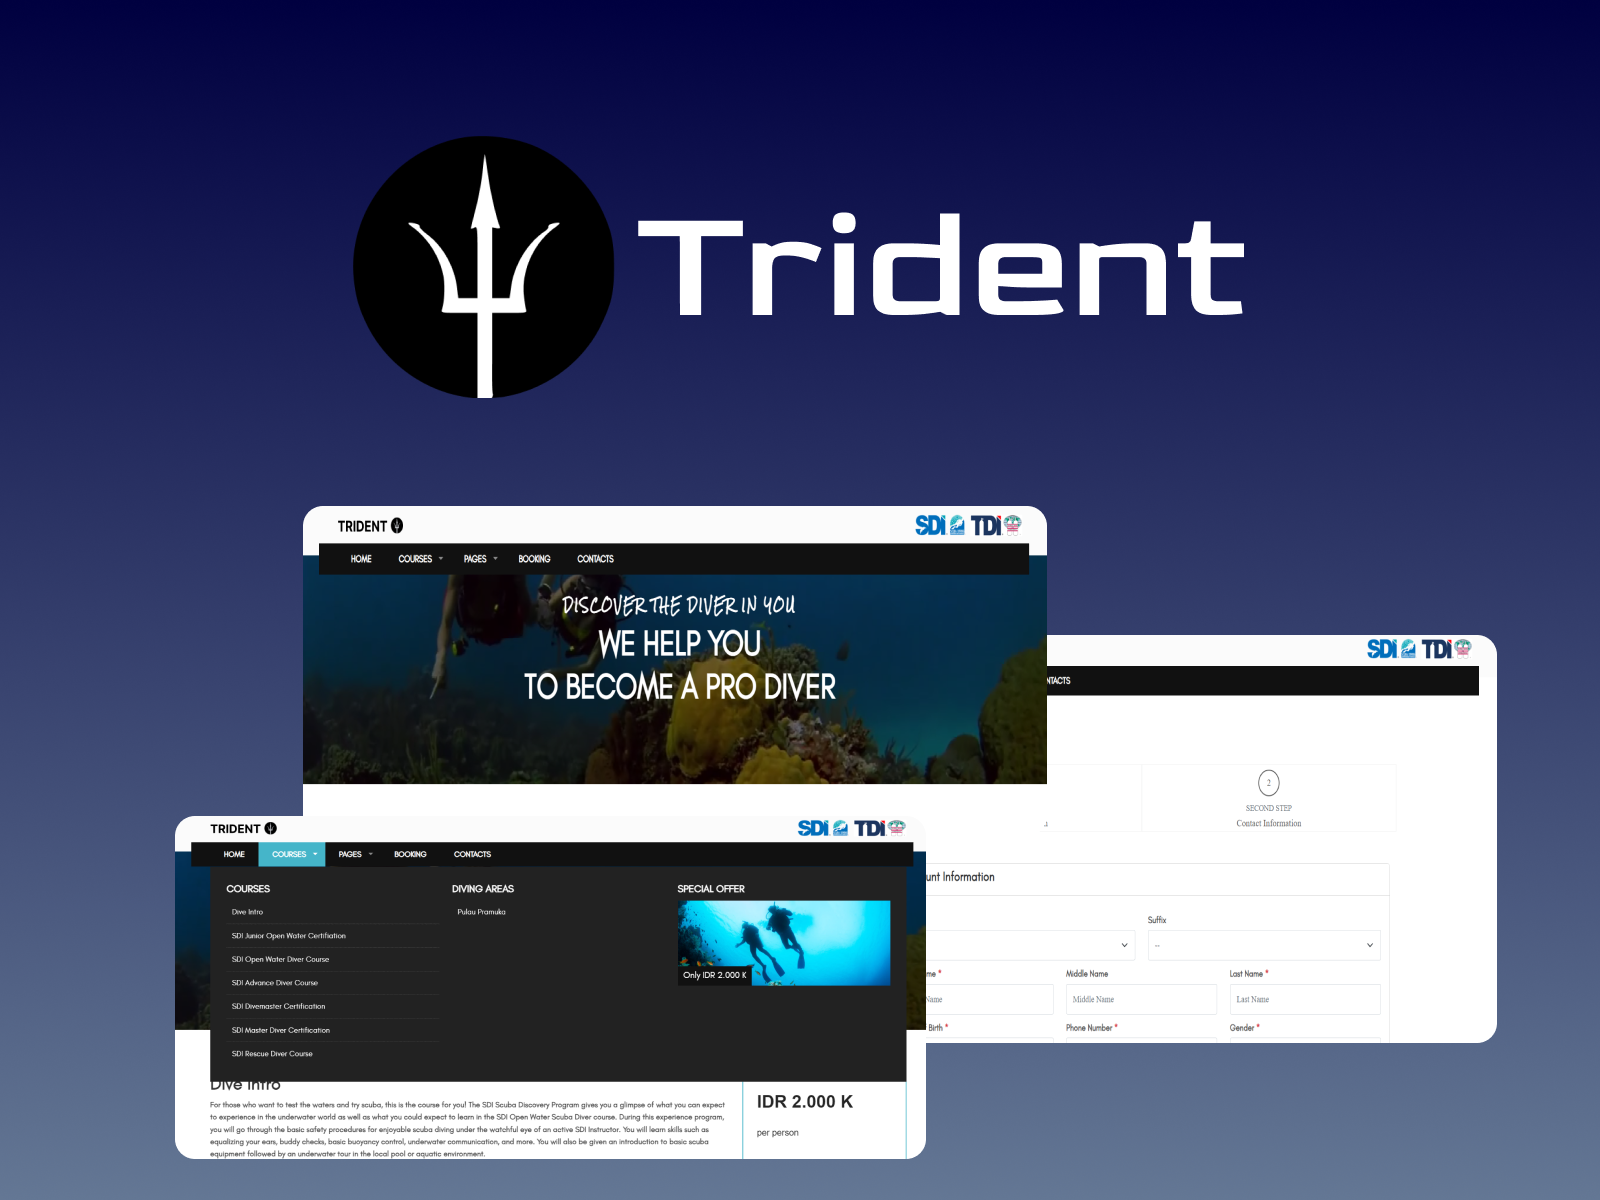 Trident
TRIDENT
SDI TDI
HOME COURSES PAGES BOOKING CONTACTS
DISCOVER THE DIVER IN YOU
WE HELP YOU
TO BECOME A PRO DIVER
SDI TDI
2
SECOND STEP
Contact Information
Suffix
--
Middle Name
Last Name *
Middle Name
Last Name
Phone Number *
Gender *
TRIDENT
SDI TDI
HOME COURSES PAGES BOOKING CONTACTS
COURSES
Dive Intro
SDI Junior Open Water Certifiation
SDI Open Water Diver Course
SDI Advance Diver Course
SDI Divemaster Certification
SDI Master Diver Certification
SDI Rescue Diver Course
DIVING AREAS
Pulau Pramuka
SPECIAL OFFER
Only IDR 2.000 K
Dive Intro
For those who want to test the waters and try scuba, this is the course for you! The SDI Scuba Discovery Program gives you a glimpse of what you can expect
to experience in the underwater world as well as what you could expect to learn in the SDI Open Water Scuba Diver course. During this experience program,
you will go through the basic safety procedures for enjoyable scuba diving under the watchful eye of an active SDI Instructor. You will learn skills such as
equalizing your ears, buddy checks, basic buoyancy control, underwater communication, and more. You will also be given an introduction to basic scuba
equipment followed by an underwater tour in the local pool or aquatic environment.
IDR 2.000 K
per person